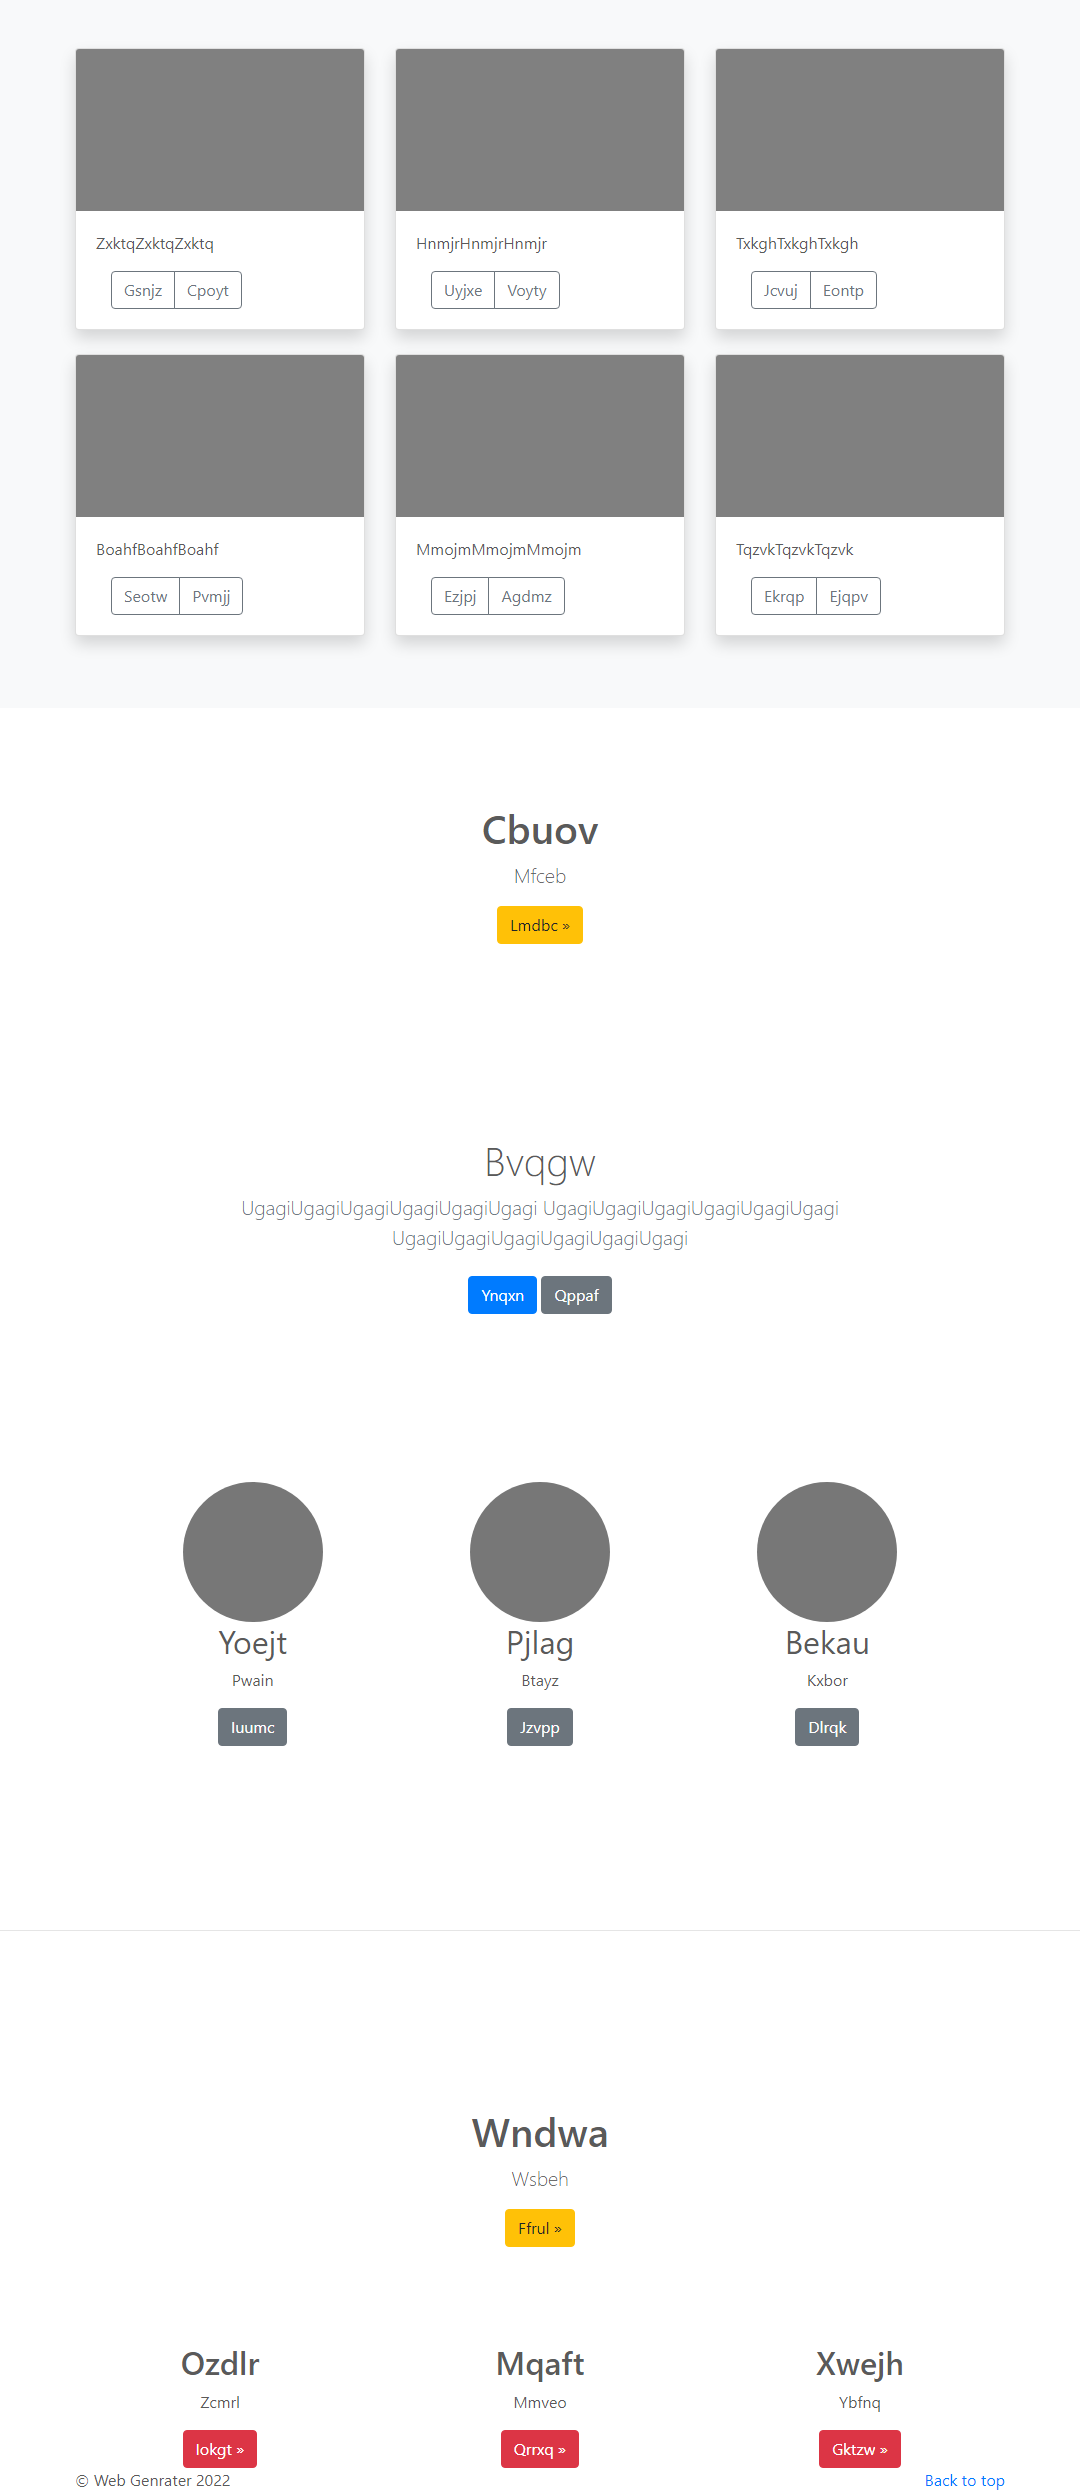 ZxktqZxktqZxktq
HnmjrHnmjrHnmjr
TxkghTxkghTxkgh
Gsnjz Cpoyt
Uyjxe Voyty
Jcvuj Eontp
BoahfBoahfBoahf
MmojmMmojmMmojm
TqzvkTqzvkTqzvk
Seotw Pvmjj
Ezjpj Agdmz
Ekrqp Ejqpv
Cbuov
Mfceb
Lmdbc »
Bvqgw
UgagiUgagiUgagiUgagiUgagiUgagi UgagiUgagiUgagiUgagiUgagiUgagi
UgagiUgagiUgagiUgagiUgagiUgagi
Ynqxn Qppaf
Yoejt
Pjlag
Bekau
Pwain
Btayz
Kxbor
Iuumc
Jzvpp
Dlrqk
Wndwa
Wsbeh
Ffrul »
Ozdlr
Mqaft
Xwejh
Zcmrl
Mmveo
Ybfnq
Iokgt »
Qrrxq »
Gktzw »
© Web Genrater 2022
Back to top